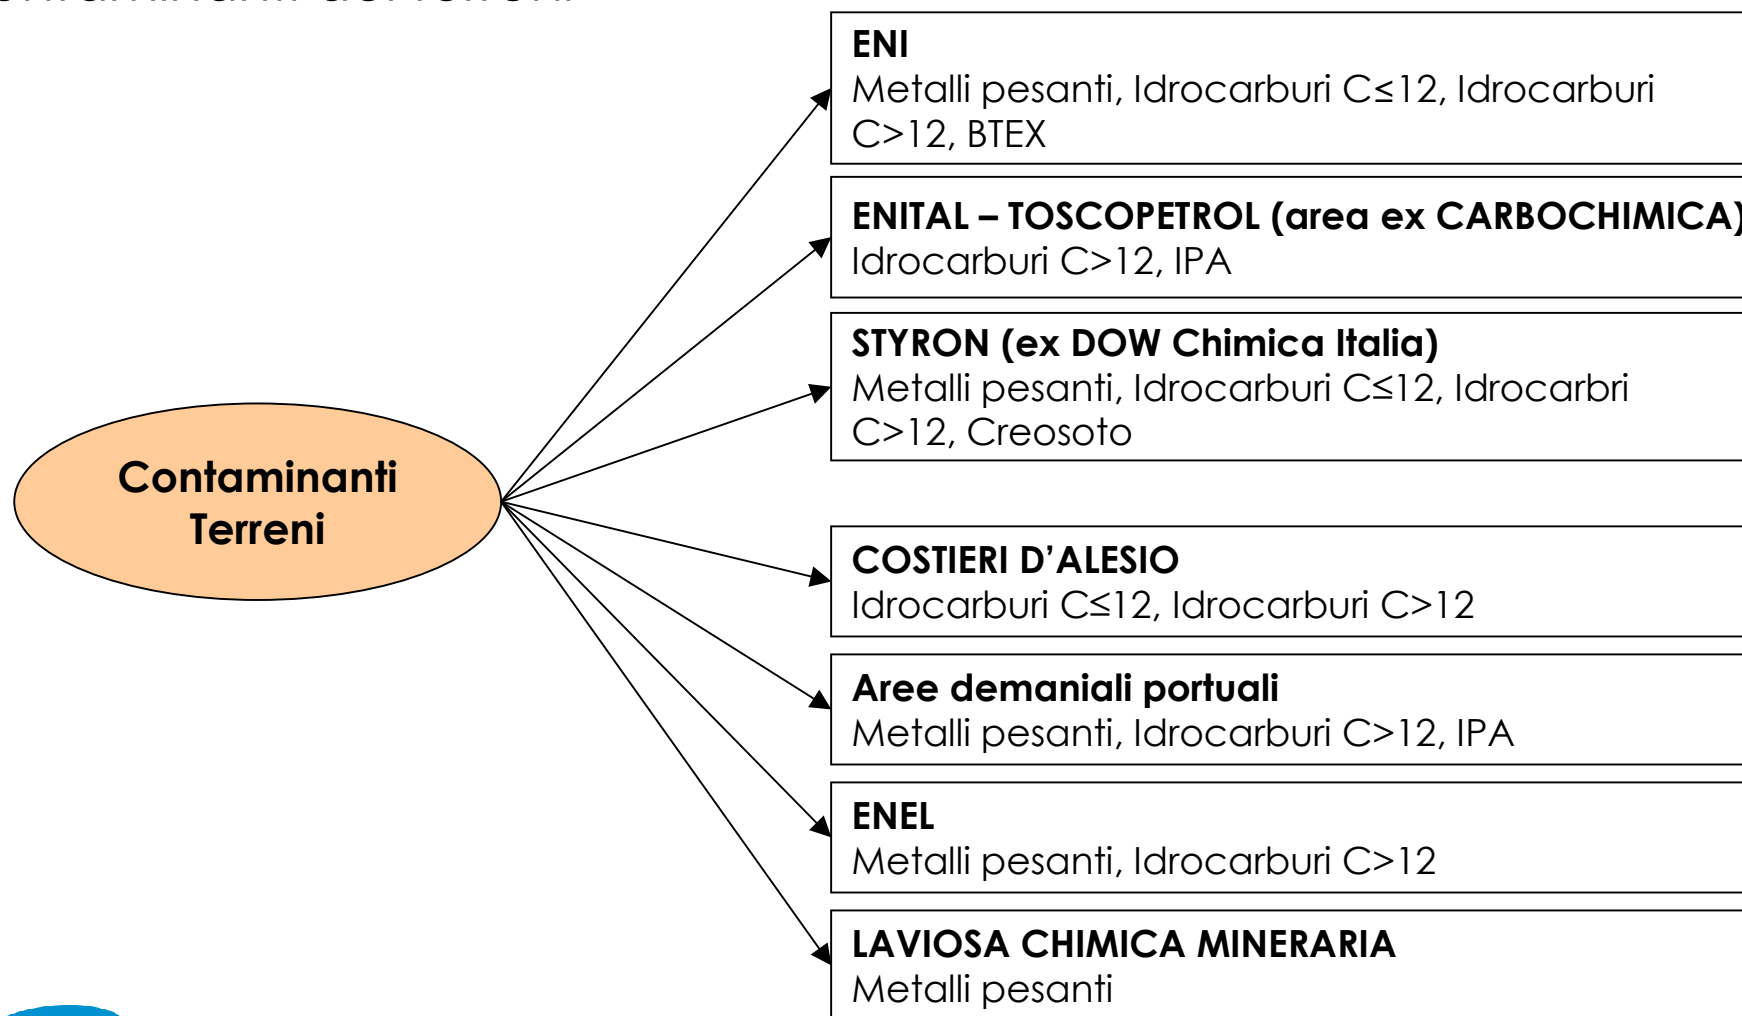 ENI
Metalli pesanti, Idrocarburi C≤12, Idrocarburi
C>12, BTEX
ENITAL – TOSCOPETROL (area ex CARBOCHIMICA)
Idrocarburi C>12, IPA
STYRON (ex DOW Chimica Italia)
Metalli pesanti, Idrocarburi C≤12, Idrocarbri
C>12, Creosoto
Contaminanti
Terreni
COSTIERI D’ALESIO
Idrocarburi C≤12, Idrocarburi C>12
Aree demaniali portuali
Metalli pesanti, Idrocarburi C>12, IPA
ENEL
Metalli pesanti, Idrocarburi C>12
LAVIOSA CHIMICA MINERARIA
Metalli pesanti